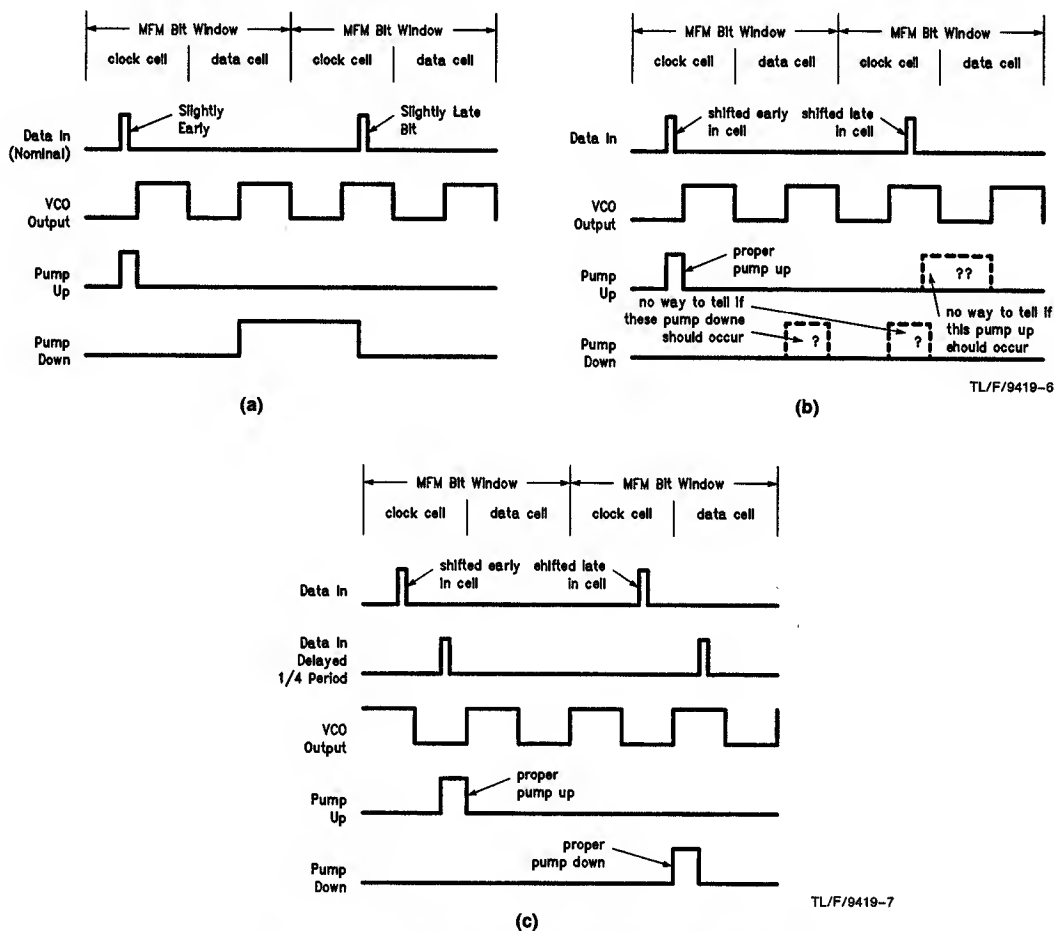 MFM Bit Window MFM Bit Window
clock cell data cell clock cell data cell
Slightly
Early
Slightly Late
Bit
Data In
(Nominal)
VCO
Output
Pump
Up
Pump
Down
(a)
MFM Bit Window MFM Bit Window
clock cell data cell clock cell data cell
shifted early
in cell
shifted late
in cell
Data In
VCO
Output
proper
pump up
??
Pump
Up
no way to tell if
these pump downe
should occur
no way to tell if
this pump up
should occur
? ?
Pump
Down
TL/F/9419-6
(b)
MFM Bit Window MFM Bit Window
clock cell data cell clock cell data cell
shifted early
in cell
shifted late
in cell
Data In
Data In
Delayed
1/4 Period
VCO
Output
proper
pump up
Pump
Up
proper
pump down
Pump
Down
TL/F/9419-7
(c)